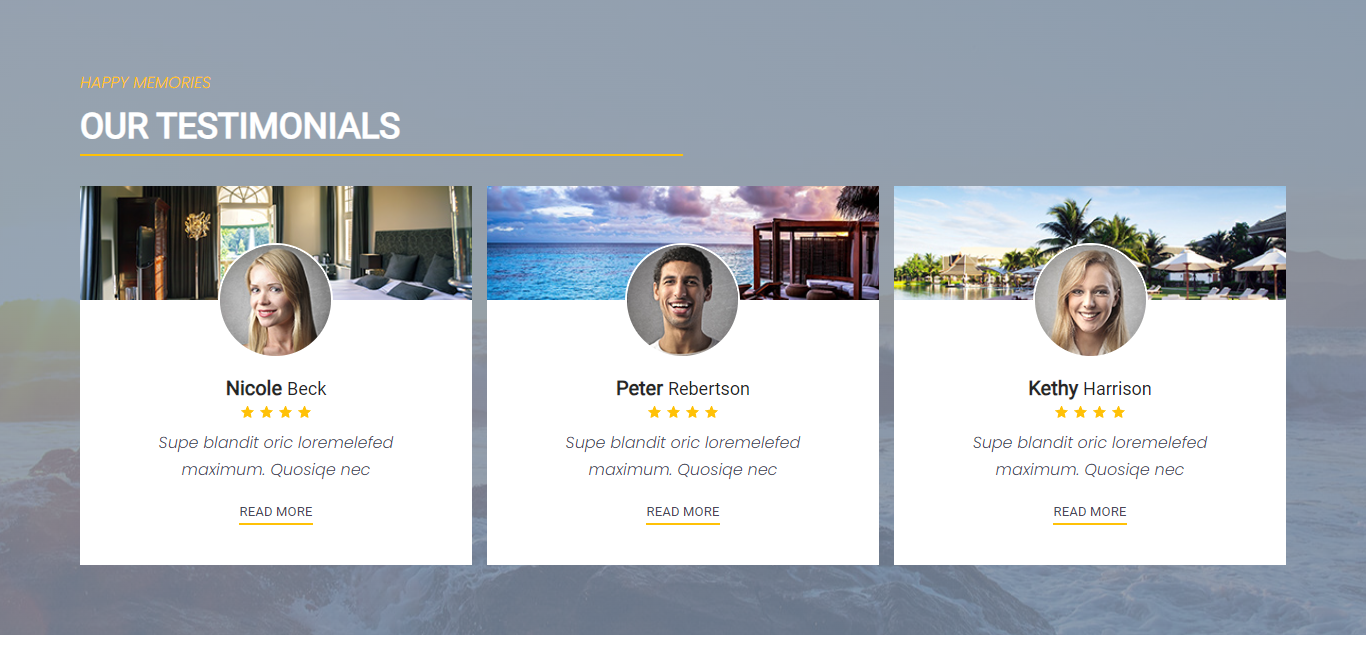 HAPPY MEMORIES
OUR TESTIMONIALS
Nicole Beck
Supe blandit oric loremelefed
maximum. Quosiqe nec
READ MORE
Peter Rebertson
Supe blandit oric loremelefed
maximum. Quosiqe nec
READ MORE
Kethy Harrison
Supe blandit oric loremelefed
maximum. Quosiqe nec
READ MORE